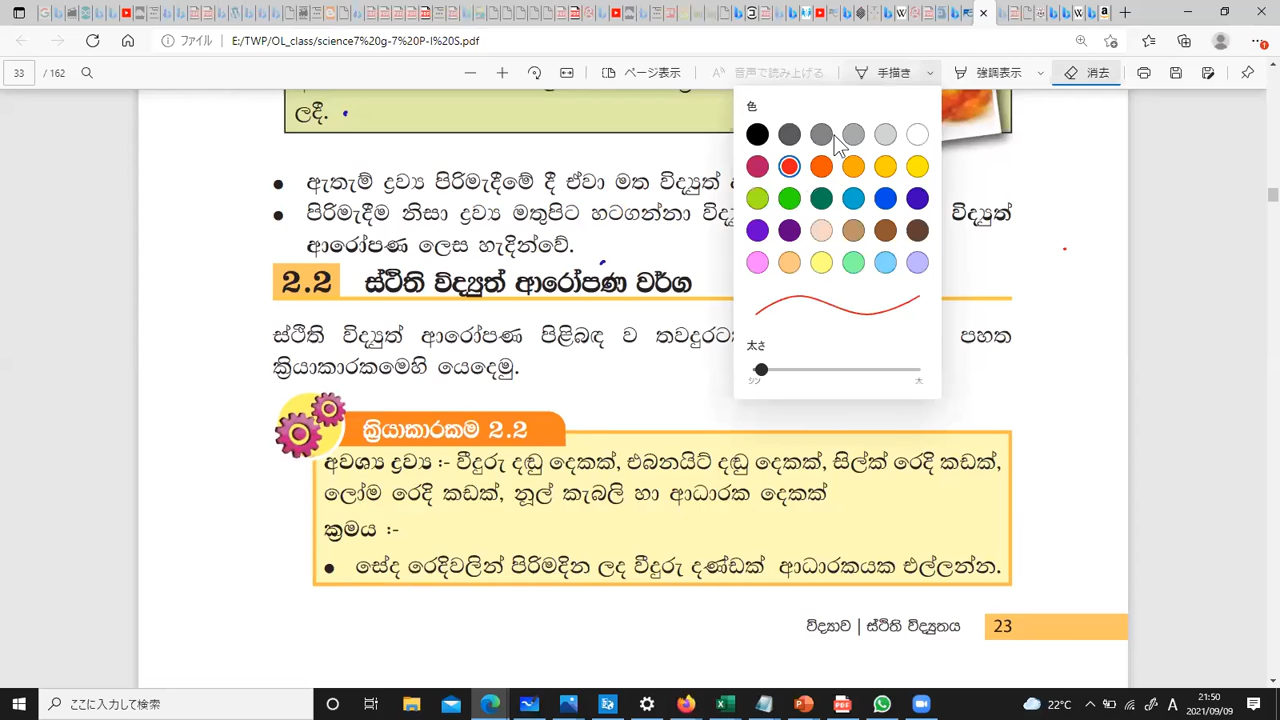 ファイル
E:/TWP/OL_class/science7%20g-7%20P-I%20S.pdf
33 / 162
ページ表示
音声で読み上げる
手描き
強調表示
消去
色
太さ
シン
大
ලදී.
ඇතැම් ද්‍රව්‍ය පිරිමැදීමේ දී ඒවා මත විද්‍යුත්
පිරිමැදීම නිසා ද්‍රව්‍ය මතුපිට හටගන්නා
විද්‍යුත්
ආරෝපණ ලෙස හැදින්වේ.
2.2 ස්ථිති විද්‍යුත් ආරෝපණ වර්ග
ස්ථිති විද්‍යුත් ආරෝපණ පිළිබඳ ව
පහත
ක්‍රියාකාරකමෙහි යෙදෙමු.
ක්‍රියාකාරකම 2.2
අවශ්‍ය ද්‍රව්‍ය :- වීදුරු දඬු දෙකක්, එබනයිට් දඬු දෙකක්, සිල්ක් රෙදි කඩක්,
ලෝම රෙදි කඩක්, නූල් කැබලි හා ආධාරක දෙකක්
ක්‍රමය :-
සේද රෙදිවලින් පිරිමදින ලද වීදුරු දණ්ඩක් ආධාරකයක එල්ලන්න.
විද්‍යාව | ස්ථිති විද්‍යුතය 23
ここに入力して検索
22°C
A
21:50
2021/09/09